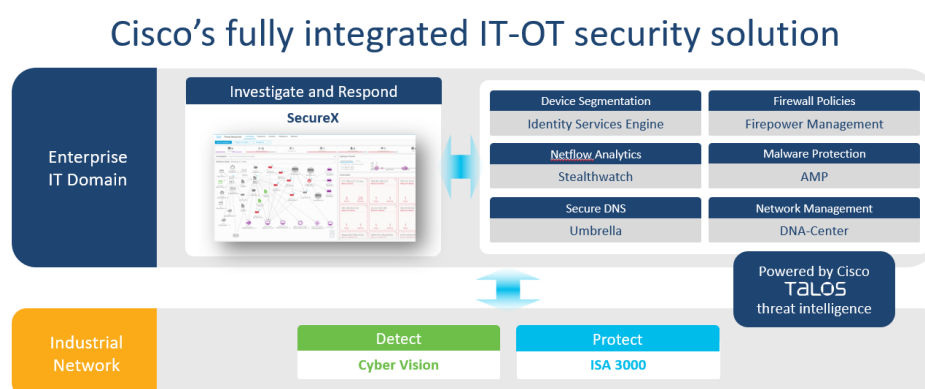 Cisco’s fully integrated IT-OT security solution
Enterprise
IT Domain
Investigate and Respond
SecureX
Device Segmentation
Identity Services Engine
Firewall Policies
Firepower Management
Netflow Analytics
Stealthwatch
Malware Protection
AMP
Secure DNS
Umbrella
Network Management
DNA-Center
Powered by Cisco
TALOS
threat intelligence
Industrial
Network
Detect
Cyber Vision
Protect
ISA 3000